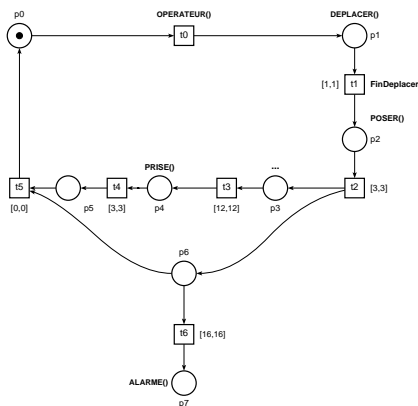 p0
OPERATEUR()
DEPLACER()
t0
p1
[1,1]
t1
FinDeplacer
POSER()
p2
PRISE()
...
t5
t4
t3
t2
[0,0]
p5
[3,3]
p4
[12,12]
p3
[3,3]
p6
t6
[16,16]
ALARME()
p7